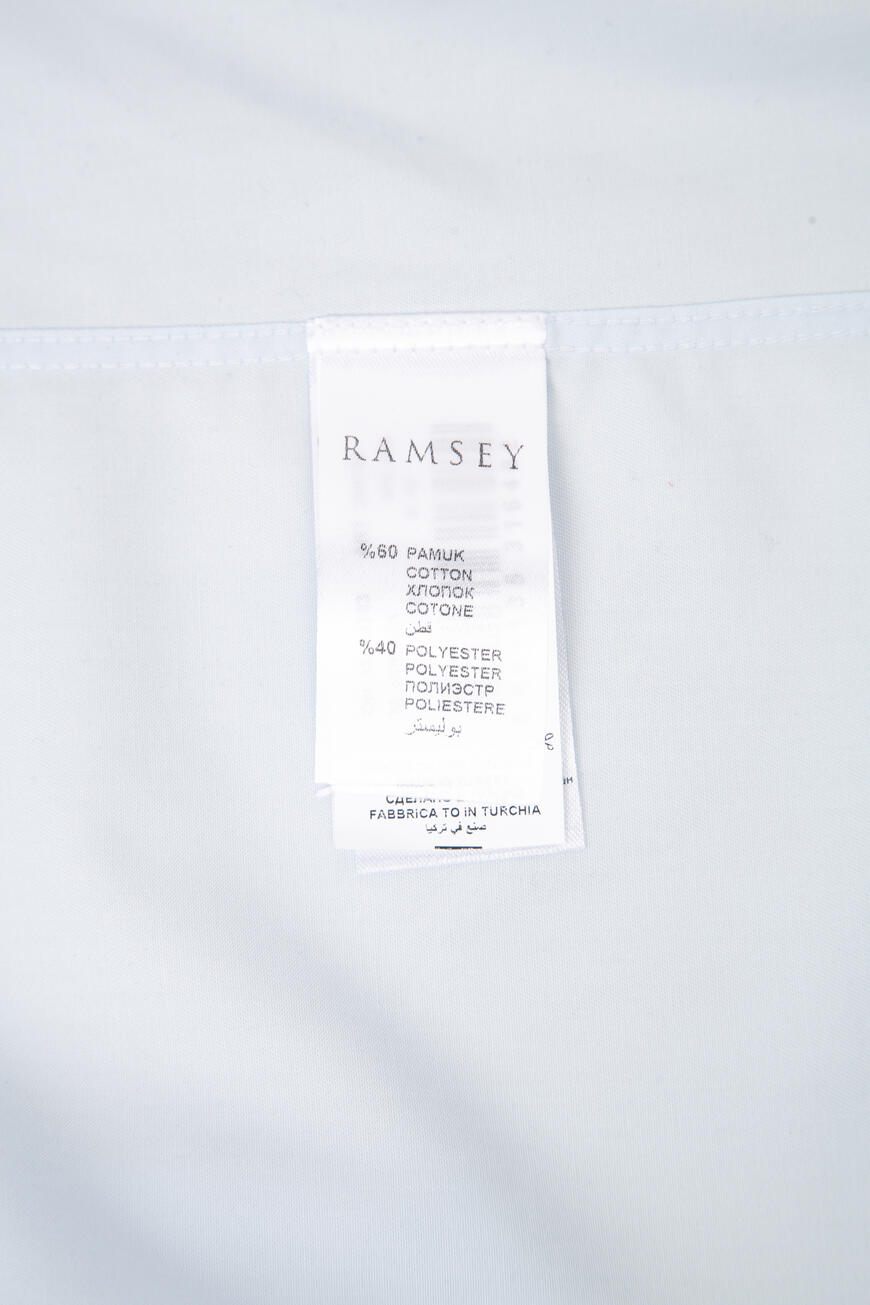 RAMSEY
%60 PAMUK
COTTON
ХЛОПОК
COTONE
قطن
%40 POLYESTER
POLYESTER
ПОЛИЭСТР
POLIESTERE
بوليستر
FABBRICA TO IN TURCHIA
صنع في تركيا